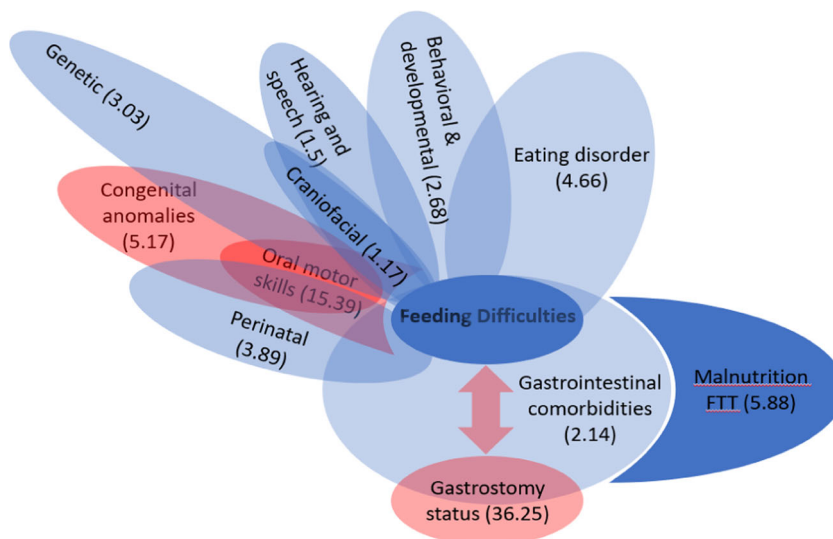 Genetic (3.03)
Hearing and
speech (1.5)
Behavioral &
developmental (2.68)
Eating disorder
(4.66)
Congenital
anomalies
(5.17)
Craniofacial (1.17)
Oral motor
skills (15.39)
Perinatal
(3.89)
Feeding Difficulties
Gastrointestinal
comorbidities
(2.14)
Malnutrition
FTT (5.88)
Gastrostomy
status (36.25)